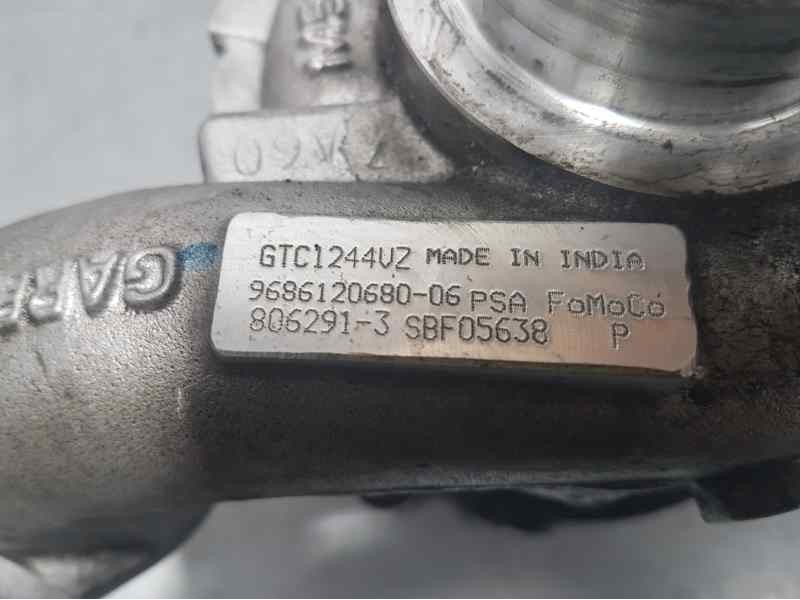 GTC1244VZ MADE IN INDIA
9686120680-06 PSA FoMoCo
806291-3 SBF05638 P